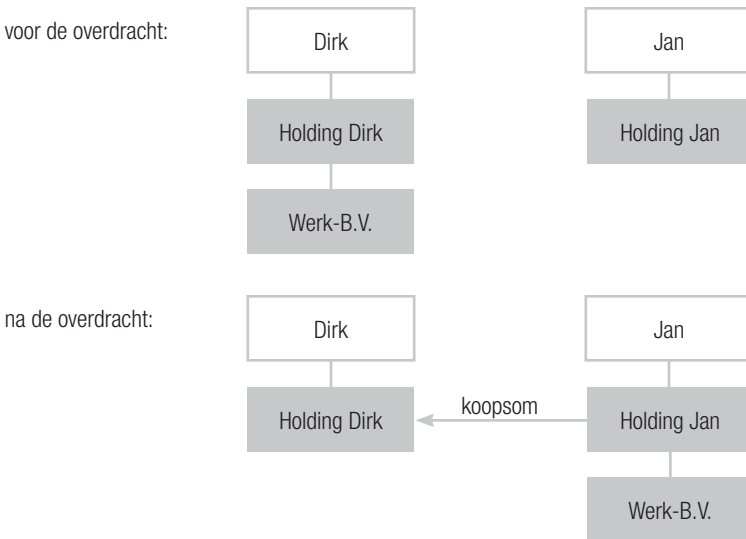 voor de overdracht:
Dirk
Jan
Holding Dirk
Holding Jan
Werk-B.V.
na de overdracht:
Dirk
Jan
Holding Dirk
koopsom
Holding Jan
Werk-B.V.